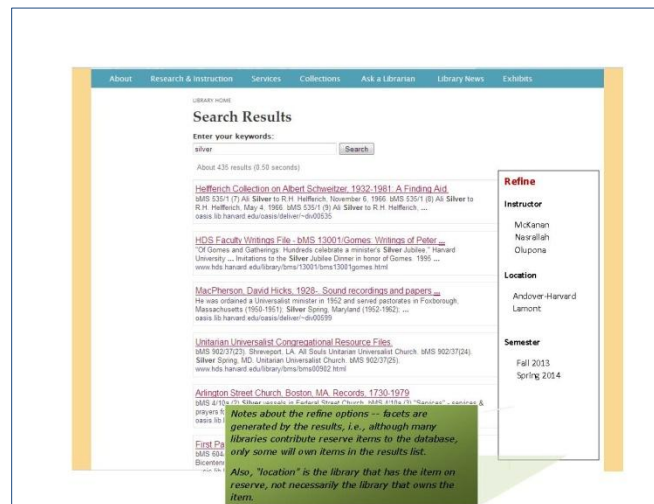 About Research & Instruction Services Collections Ask a Librarian Library News Exhibits
LIBRARY HOME
Search Results
Enter your keywords:
silver Search
About 435 results (0.50 seconds)
Helfferich Collection on Albert Schweitzer, 1932-1981. A Finding Aid.
bMS 535/1 (7) Ali Silver to R.H. Helfferich, November 6, 1966. bMS 535/1 (8) Ali Silver to
R.H. Helfferich, May 4, 1966. bMS 535/1 (9) Ali Silver to R.H. Helfferich, ...
oasis.lib.harvard.edu/oasis/deliver/~div00535
HDS Faculty Writings File - bMS 13001/Gomes: Writings of Peter ...
"Of Gomes and Gatherings: Hundreds celebrate a minister's Silver Jubilee." Harvard
University ... Invitations to the Silver Jubilee Dinner in honor of Gomes. 1995 ...
www.hds.harvard.edu/library/bms/13001/bms13001gomes.html
MacPherson, David Hicks, 1928-. Sound recordings and papers ...
He was ordained a Universalist minister in 1952 and served pastorates in Foxborough,
Massachusetts (1950-1951); Silver Spring, Maryland (1952-1962); ...
oasis.lib.harvard.edu/oasis/deliver/~div00599
Unitarian Universalist Congregational Resource Files.
bMS 902/37(23). Shreveport, LA. All Souls Unitarian Universalist Church. bMS 902/37(24).
Silver Spring, MD. Unitarian Universalist Church. bMS 902/37(25).
www.hds.harvard.edu/library/bms/bms00902.html
Arlington Street Church, Boston, MA, Records, 1730-1979
bMS 4/10a (2) Silver vessels in Federal Street Church. bMS 4/10a (3) "Services" - services &
prayers
oasis.lib
First Pa
bMS 604
Bicenten
Refine
Instructor
McKanan
Nasrallah
Olupona
Location
Andover-Harvard
Lamont
Semester
Fall 2013
Spring 2014
Notes about the refine options -- facets are
generated by the results, i.e., although many
libraries contribute reserve items to the database,
only some will own items in the results list.
Also, "location" is the library that has the item on
reserve, not necessarily the library that owns the
item.